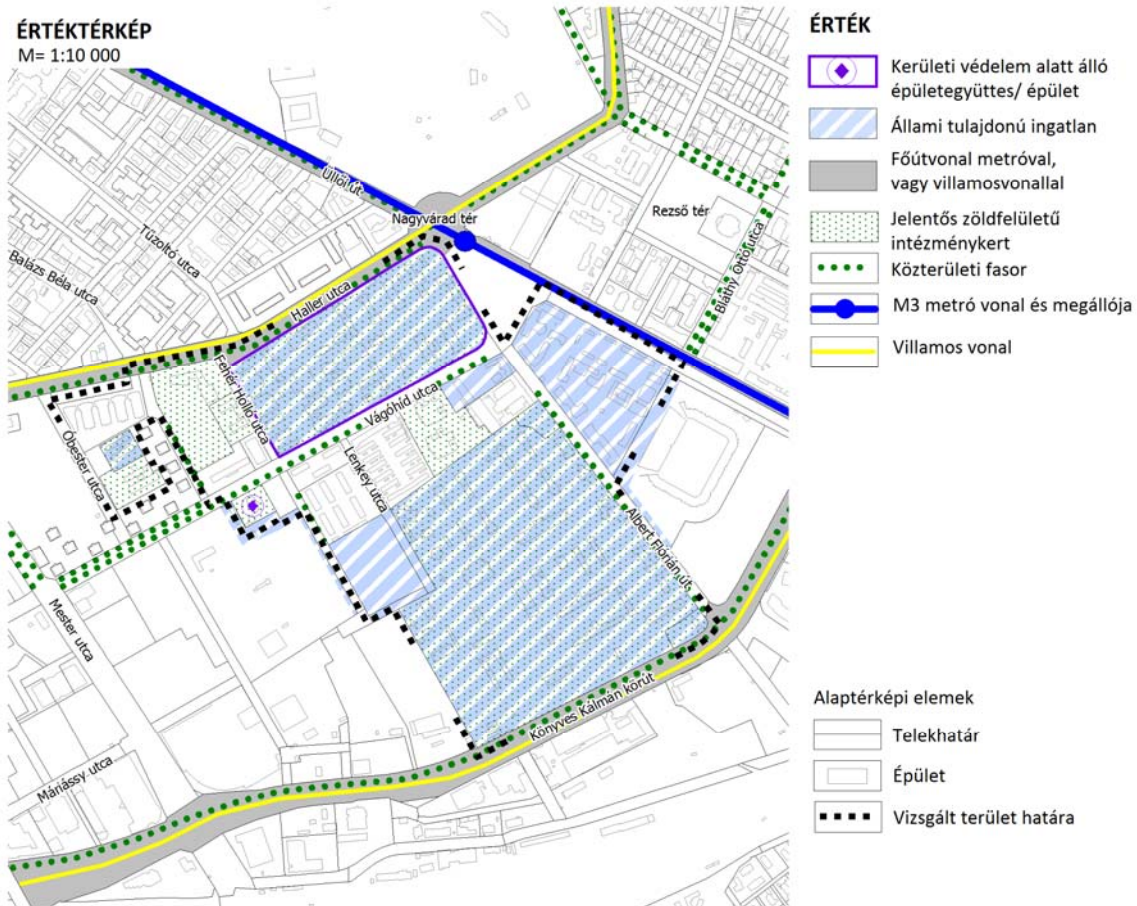 ÉRTÉKTÉRKÉP
M= 1:10 000
Üllői út
Nagyvárad tér
Rezső tér
Tűzoltó utca
Balázs Béla utca
Bláthy Ottó utca
Haller utca
Fehér Holló utca
Vágóhíd utca
Óbester utca
Lenkey utca
Albert Flórián út
Mester utca
Könyves Kálmán körút
Máriássy utca
ÉRTÉK
Kerületi védelem alatt álló
épületegyüttes/ épület
Állami tulajdonú ingatlan
Főútvonal metróval,
vagy villamosvonallal
Jelentős zöldfelületű
intézménykert
Közterületi fasor
M3 metró vonal és megállója
Villamos vonal
Alaptérképi elemek
Telekhatár
Épület
Vizsgált terület határa